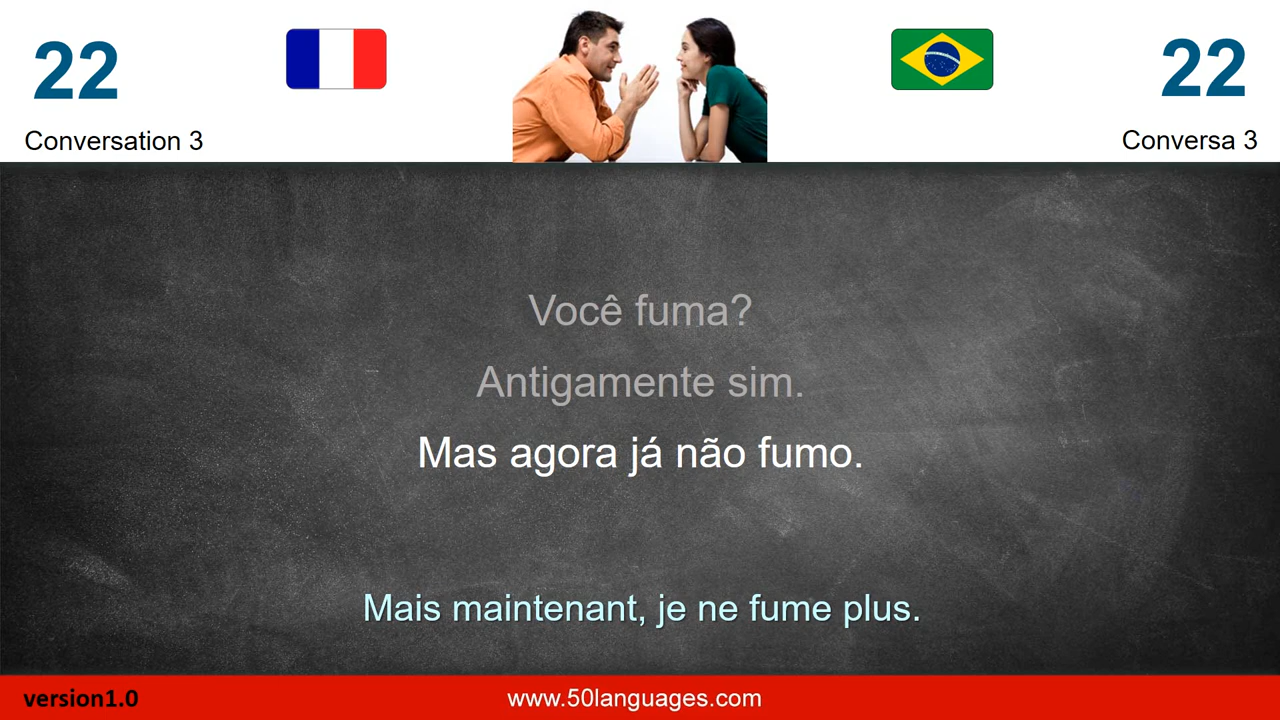 22
22
Conversation 3
Conversa 3
Você fuma?
Antigamente sim.
Mas agora já não fumo.
Mais maintenant, je ne fume plus.
version1.0
www.50languages.com